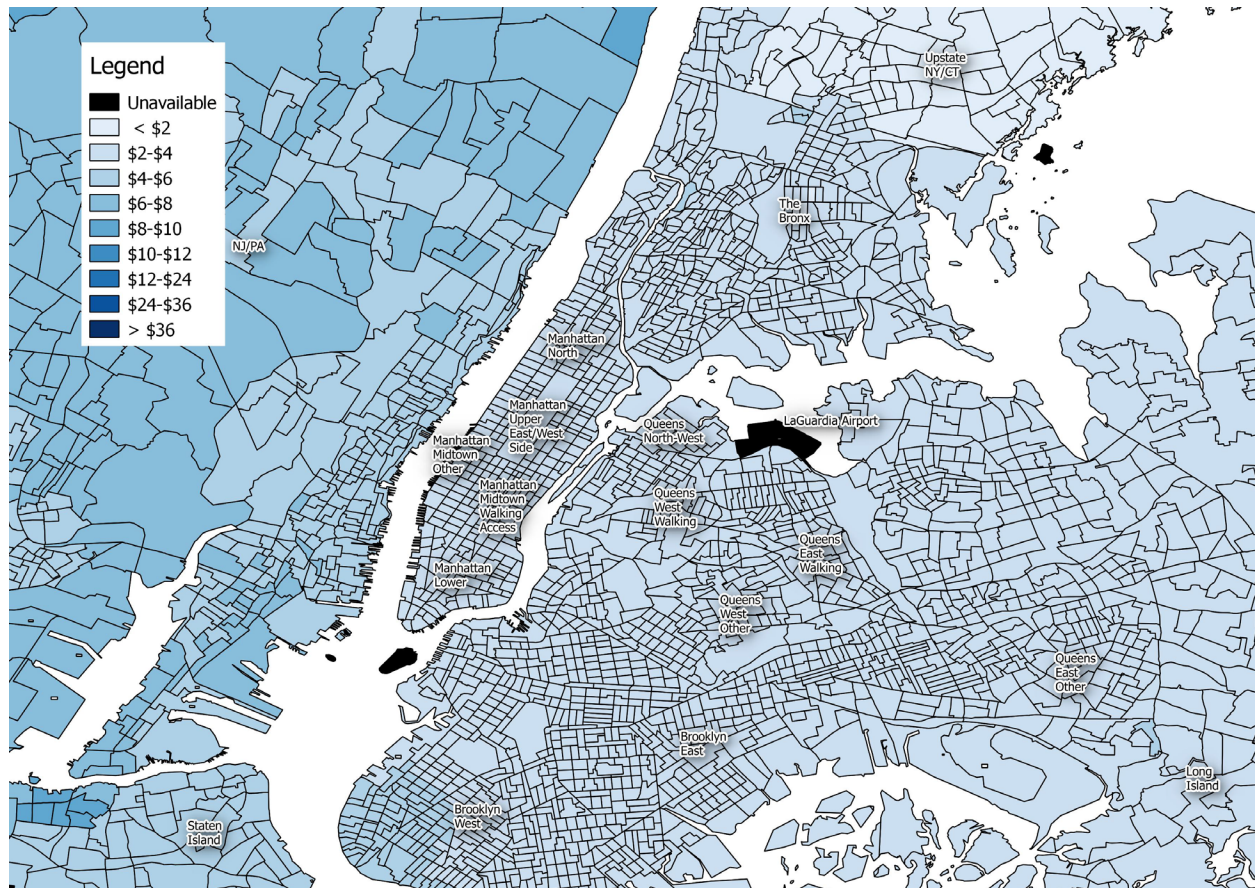 Legend
Unavailable
< $2
$2-$4
$4-$6
$6-$8
$8-$10
$10-$12
$12-$24
$24-$36
> $36
Upstate
NY/CT
The
Bronx
NJ/PA
Manhattan
North
Manhattan
Upper
East/West
Side
Manhattan
Midtown
Other
Queens
North-West
LaGuardia Airport
Manhattan
Midtown
Walking
Access
Queens
West
Walking
Queens
East
Walking
Manhattan
Lower
Queens
West
Other
Queens
East
Other
Brooklyn
East
Long
Island
Brooklyn
West
Staten
Island